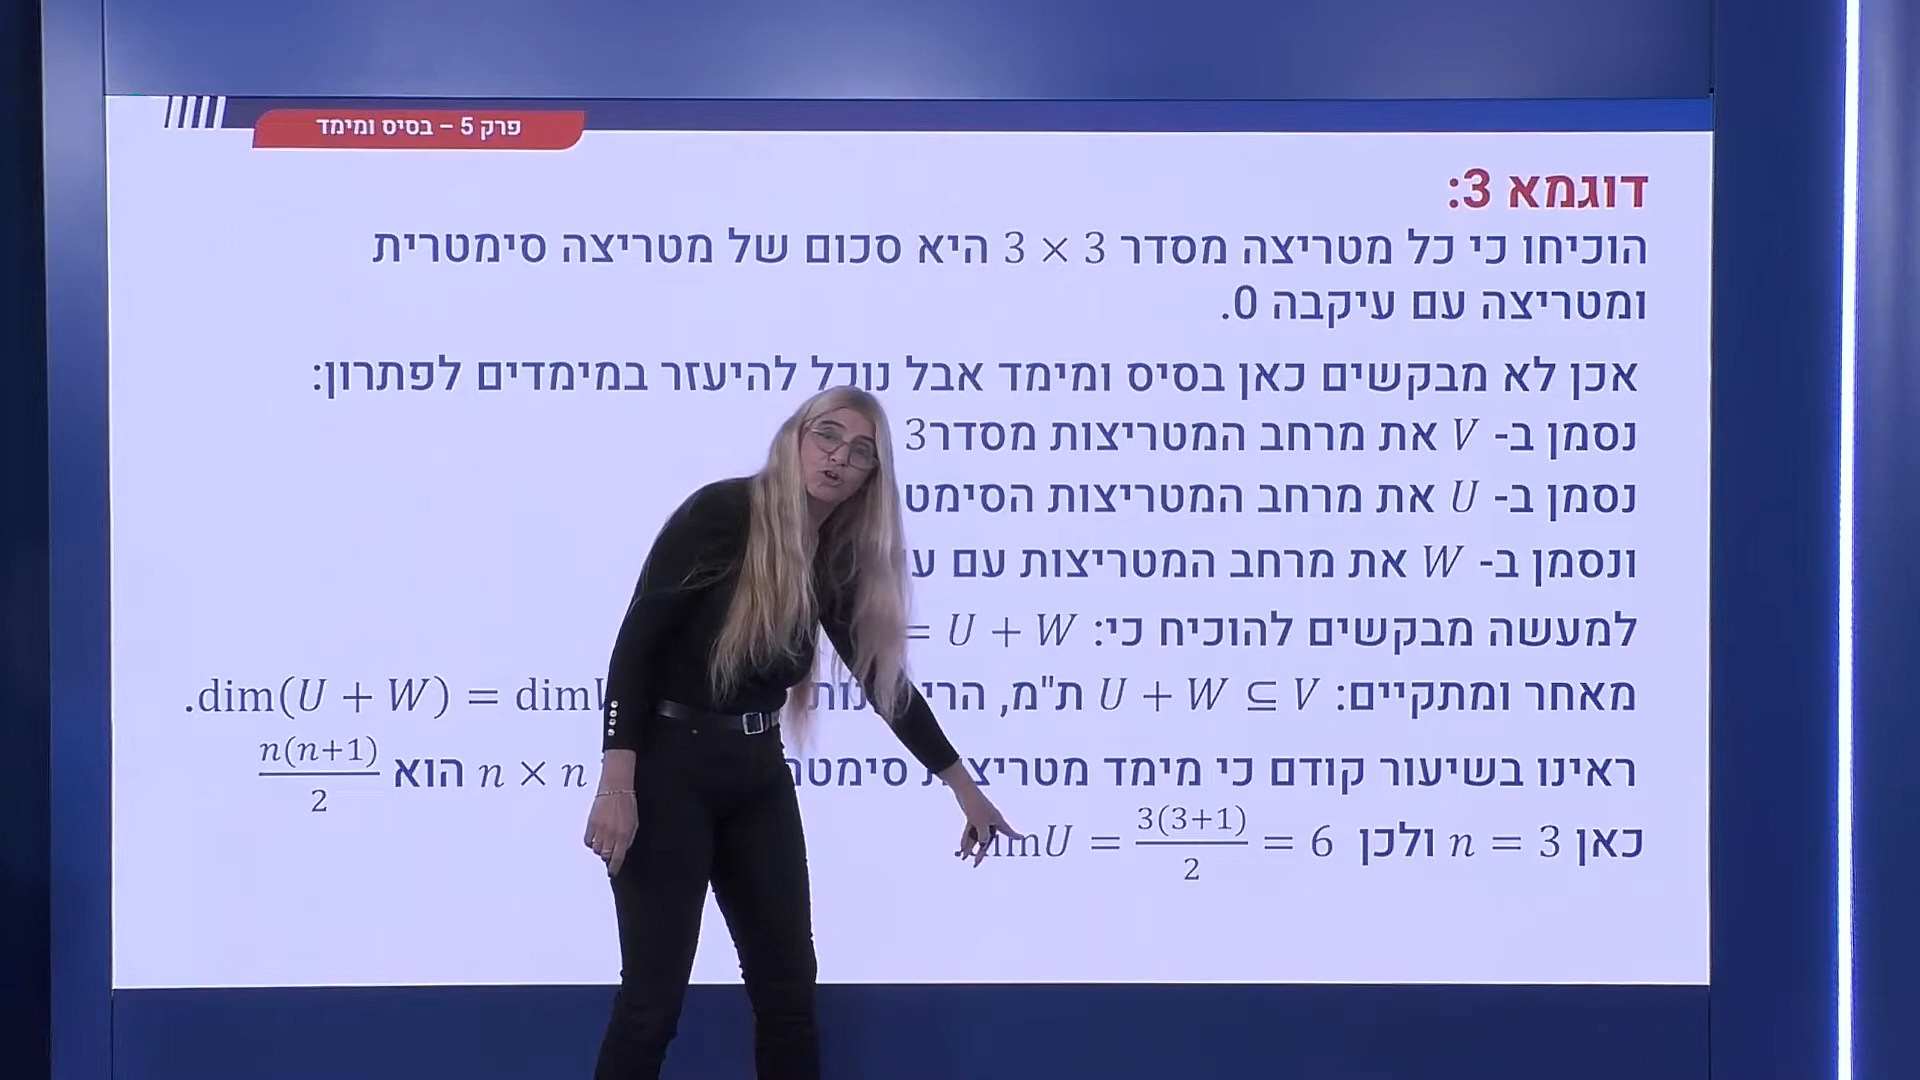 פרק 5 – בסיס ומימד
דוגמא 3:
הוכיחו כי כל מטריצה מסדר 3 × 3 היא סכום של מטריצה סימטרית
ומטריצה עם עיקבה 0.
אכן לא מבקשים כאן בסיס ומימד אבל נוכל להיעזר במימדים לפתרון:
נסמן ב- V את מרחב המטריצות מסדר3
נסמן ב- U את מרחב המטריצות
ונסמן ב- W את מרחב המטריצות עם
למעשה מבקשים להוכיח כי: = U + W
מאחר ומתקיים: U + W ⊆ V ת"מ, dim(U + W) = dim.
ראינו בשיעור קודם כי מימד n × n הוא n(n+1)/2
כאן n = 3 ולכן dimU = 3(3+1)/2 = 6.